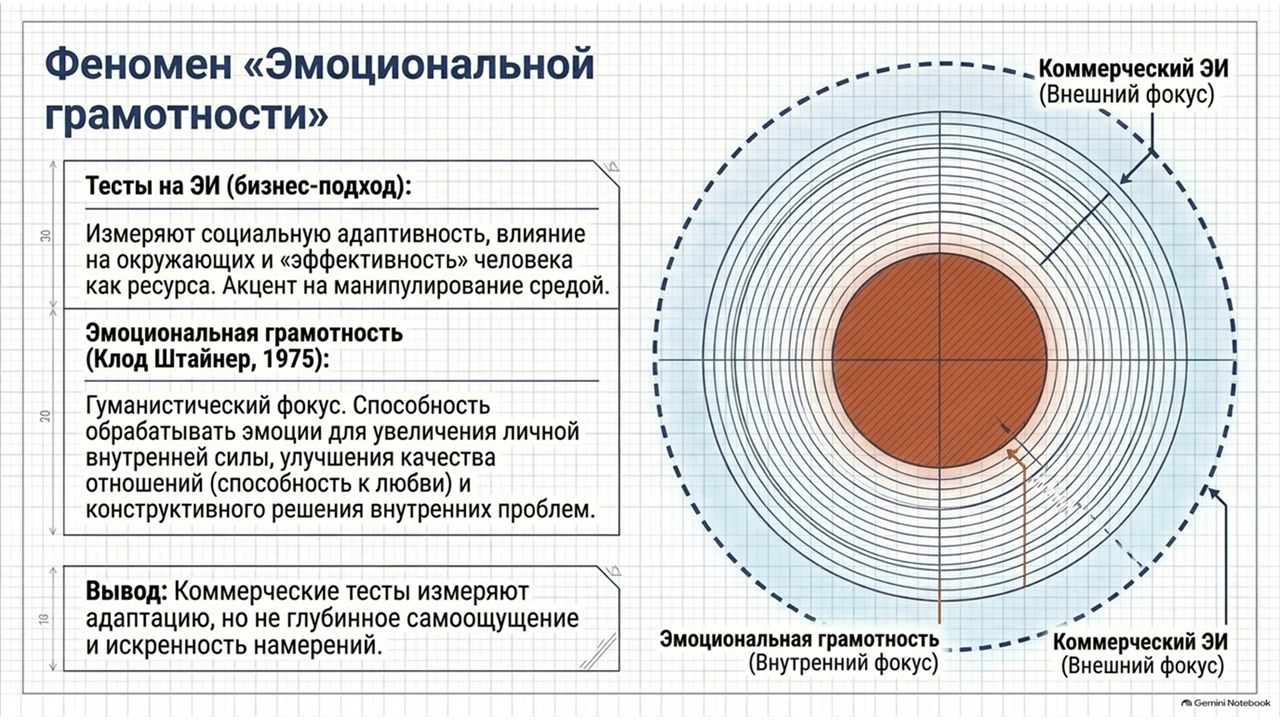 Феномен «Эмоциональной
грамотности»
30
Тесты на ЭИ (бизнес-подход):
Измеряют социальную адаптивность, влияние
на окружающих и «эффективность» человека
как ресурса. Акцент на манипулирование средой.
20
Эмоциональная грамотность
(Клод Штайнер, 1975):
Гуманистический фокус. Способность
обрабатывать эмоции для увеличения личной
внутренней силы, улучшения качества
отношений (способность к любви) и
конструктивного решения внутренних проблем.
Вывод: Коммерческие тесты измеряют
адаптацию, но не глубинное самоощущение
и искренность намерений.
Коммерческий ЭИ
(Внешний фокус)
Эмоциональная грамотность
(Внутренний фокус)
Коммерческий ЭИ
(Внешний фокус)
Gemini Notebook